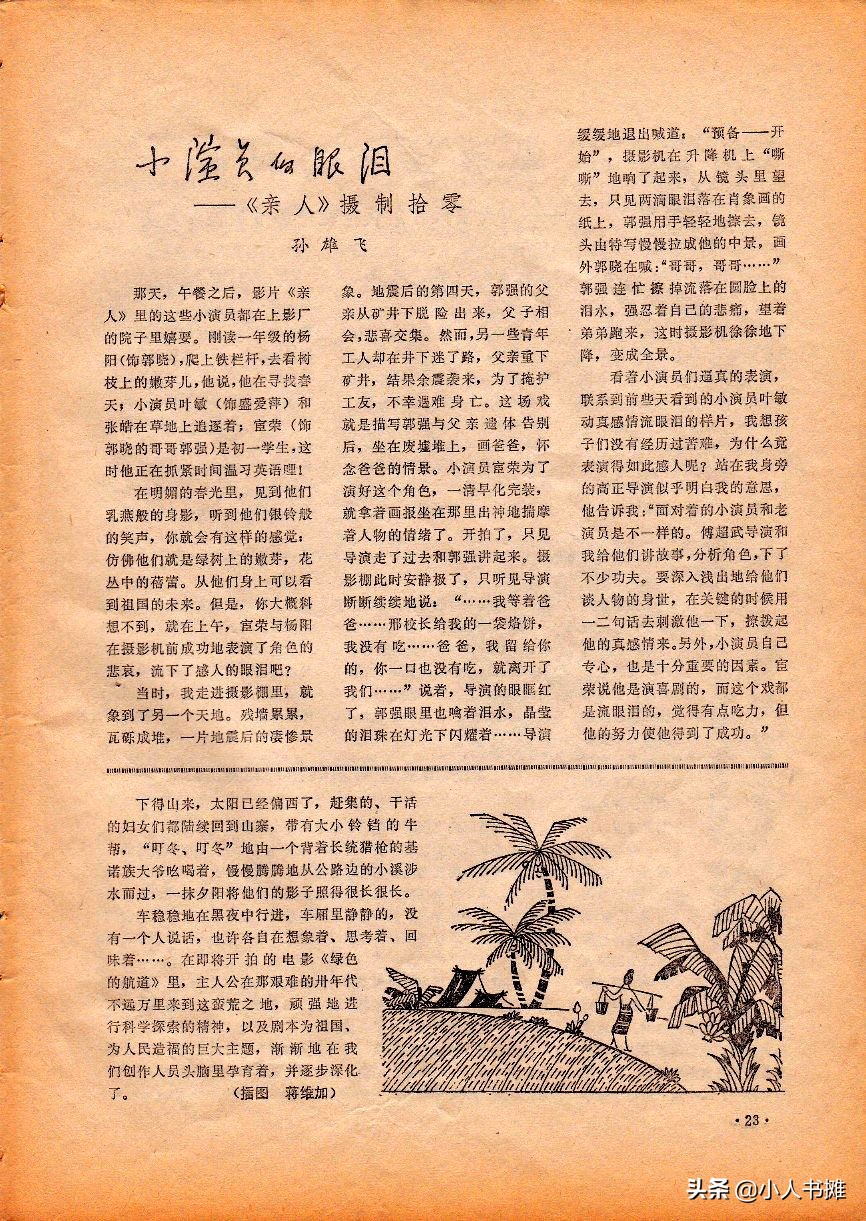 小演员的眼泪
——《亲人》摄制拾零
孙雄飞
那天，午餐之后，影片《亲
人》里的这些小演员都在上影厂
的院子里嬉耍。刚读一年级的杨
阳（饰郭晓），爬上铁栏杆，去看树
枝上的嫩芽儿，他说，他在寻找春
天；小演员叶敏（饰盛爱萍）和
张皓在草地上追逐着；宦荣（饰
郭晓的哥哥郭强）是初一学生，这
时他正在抓紧时间温习英语哩！
在明媚的春光里，见到他们
乳燕般的身影，听到他们银铃般
的笑声，你就会有这样的感觉：
仿佛他们就是绿树上的嫩芽，花
丛中的蓓蕾。从他们身上可以看
到祖国的未来。但是，你大概料
想不到，就在上午，宦荣与杨阳
在摄影机前成功地表演了角色的
悲哀，流下了感人的眼泪吧？
当时，我走进摄影棚里，就
象到了另一个天地。残墙累累，
瓦砾成堆，一片地震后的凄惨景
象。地震后的第四天，郭强的父
亲从矿井下脱险出来，父子相
会，悲喜交集。然而，另一些青年
工人却在井下迷了路，父亲重下
矿井，结果余震袭来，为了掩护
工友，不幸遇难身亡。这场戏
就是描写郭强与父亲遗体告别
后，坐在废墟堆上，画爸爸，怀
念爸爸的情景。小演员宦荣为了
演好这个角色，一清早化完装，
就拿着画报坐在那里出神地揣摩
着人物的情绪了。开拍了，只见
导演走了过去和郭强讲起来。摄
影棚此时安静极了，只听见导演
断断续续地说：“……我等着爸
爸……邢校长给我的一袋烙饼，
我没有吃……爸爸，我留给你
的，你一口也没有吃，就离开了
我们……”说着，导演的眼眶红
了，郭强眼里也噙着泪水，晶莹
的泪珠在灯光下闪耀着……导演
缓缓地退出喊道：“预备——开
始”，摄影机在升降机上“嘶
嘶”地响了起来，从镜头里望
去，只见两滴眼泪落在肖象画的
纸上，郭强用手轻轻地擦去，镜
头由特写慢慢拉成他的中景，画
外郭晓在喊：“哥哥，哥哥……”
郭强连忙擦掉流落在圆脸上的
泪水，强忍着自己的悲痛，望着
弟弟跑来，这时摄影机徐徐地下
降，变成全景。
看着小演员们逼真的表演，
联系到前些天看到的小演员叶敏
动真感情流眼泪的样片，我想孩
子们没有经历过苦难，为什么竟
表演得如此感人呢？站在我身旁
的高正导演似乎明白我的意思，
他告诉我：“面对着的小演员和老
演员是不一样的。傅超武导演和
我给他们讲故事，分析角色，下了
不少功夫。要深入浅出地给他们
谈人物的身世，在关键的时候用
一二句话去刺激他一下，撩拨起
他的真感情来。另外，小演员自己
专心，也是十分重要的因素。宦
荣说他是演喜剧的，而这个戏都
是流眼泪的，觉得有点吃力，但
他的努力使他得到了成功。”
下得山来，太阳已经偏西了，赶集的、干活
的妇女们都陆续回到山寨，带有大小铃铛的牛
帮，“叮冬、叮冬”地由一个背着长统猎枪的基
诺族大爷吆喝着，慢慢腾腾地从公路边的小溪涉
水而过，一抹夕阳将他们的影子照得很长很长。
车稳稳地在黑夜中行进，车厢里静静的，没
有一个人说话，也许各自在想象着、思考着、回
味着……。在即将开拍的电影《绿色
的航道》里，主人公在那艰难的卅年代
不远万里来到这蛮荒之地，顽强地进
行科学探索的精神，以及剧本为祖国、
为人民造福的巨大主题，渐渐地在我
们创作人员头脑里孕育着，并逐步深化
了。（插图 蒋维加）
·23·
头条 @小人书摊